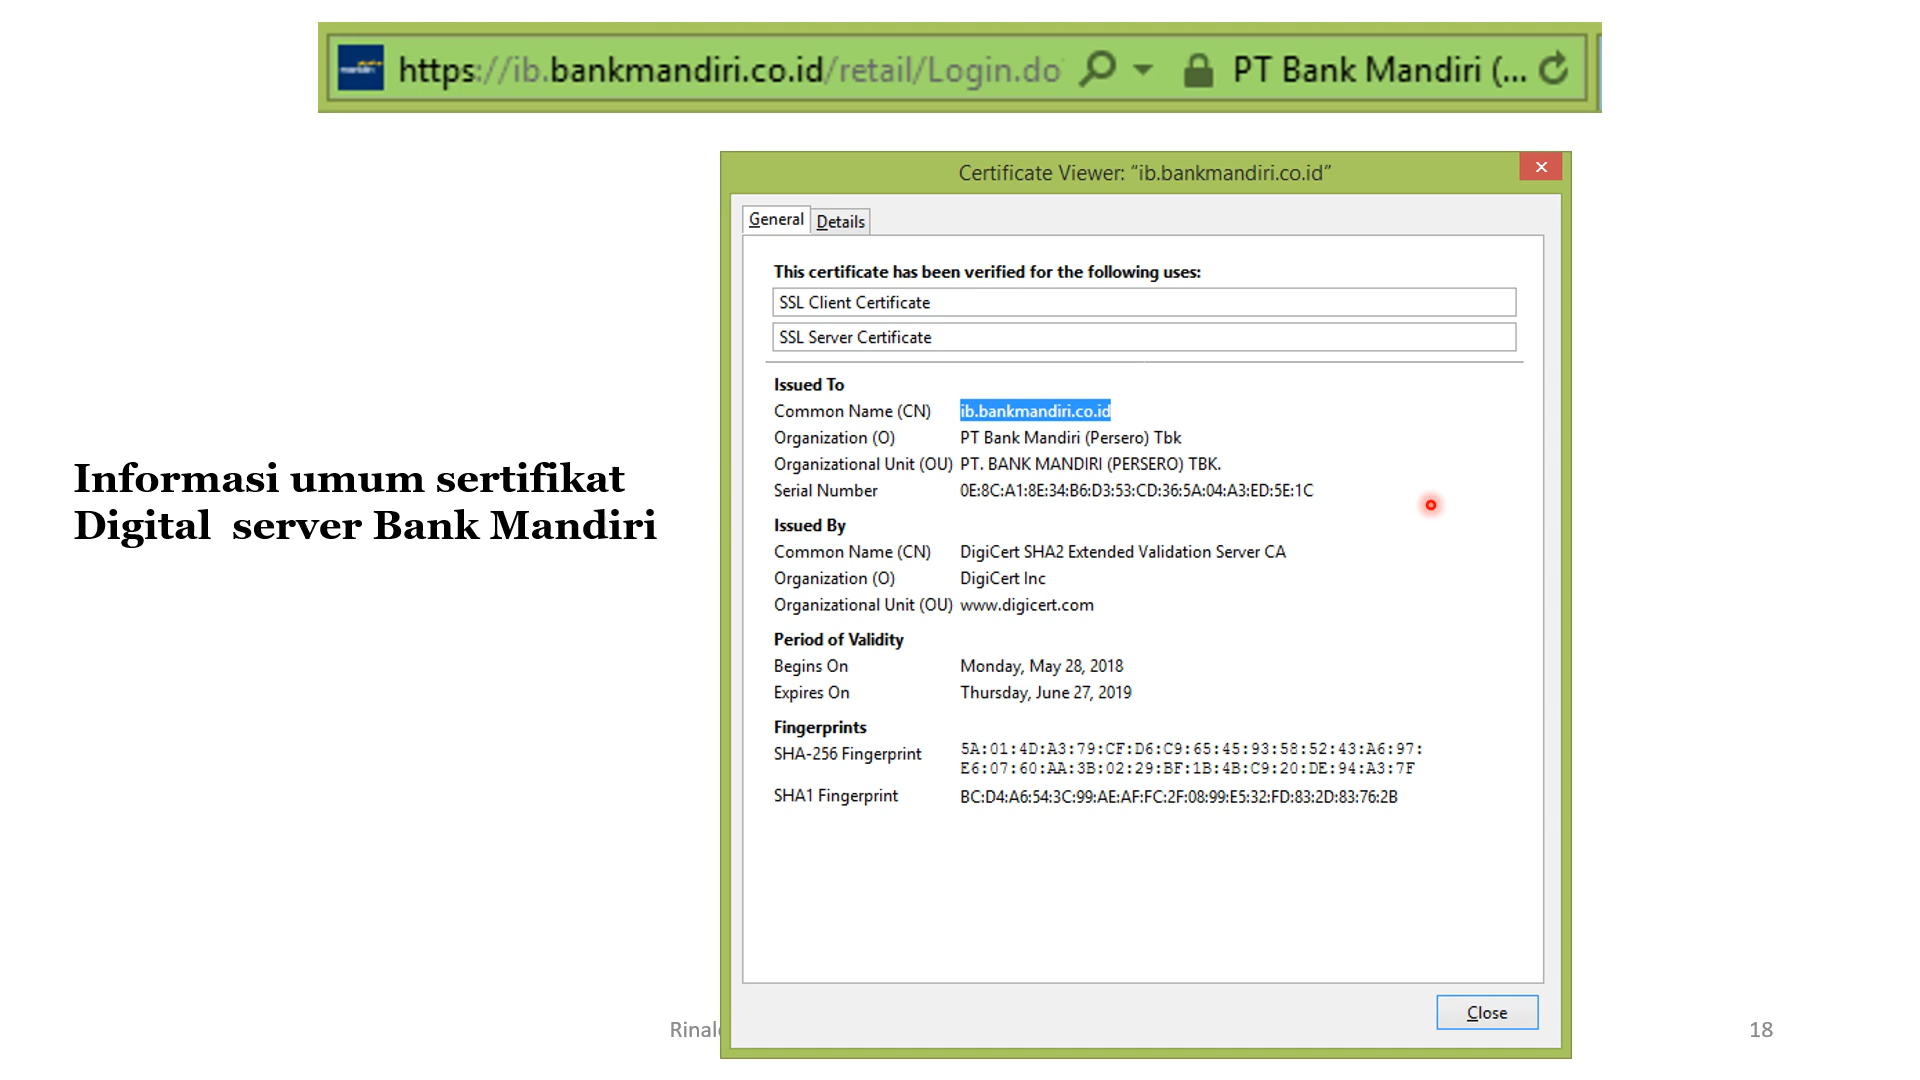 https://ib.bankmandiri.co.id/retail/Login.do PT Bank Mandiri (...
Certificate Viewer: “ib.bankmandiri.co.id”
General Details
This certificate has been verified for the following uses:
SSL Client Certificate
SSL Server Certificate
Issued To
Common Name (CN) ib.bankmandiri.co.id
Organization (O) PT Bank Mandiri (Persero) Tbk
Organizational Unit (OU) PT. BANK MANDIRI (PERSERO) TBK.
Serial Number 0E:8C:A1:8E:34:B6:D3:53:CD:36:5A:04:A3:ED:5E:1C
Issued By
Common Name (CN) DigiCert SHA2 Extended Validation Server CA
Organization (O) DigiCert Inc
Organizational Unit (OU) www.digicert.com
Period of Validity
Begins On Monday, May 28, 2018
Expires On Thursday, June 27, 2019
Fingerprints
SHA-256 Fingerprint 5A:01:4D:A3:79:CF:D6:C9:65:45:93:58:52:43:A6:97:
E6:07:60:AA:3B:02:29:BF:1B:4B:C9:20:DE:94:A3:7F
SHA1 Fingerprint BC:D4:A6:54:3C:99:AE:AF:FC:2F:08:99:E5:32:FD:83:2D:83:76:2B
Close
Informasi umum sertifikat
Digital server Bank Mandiri
18